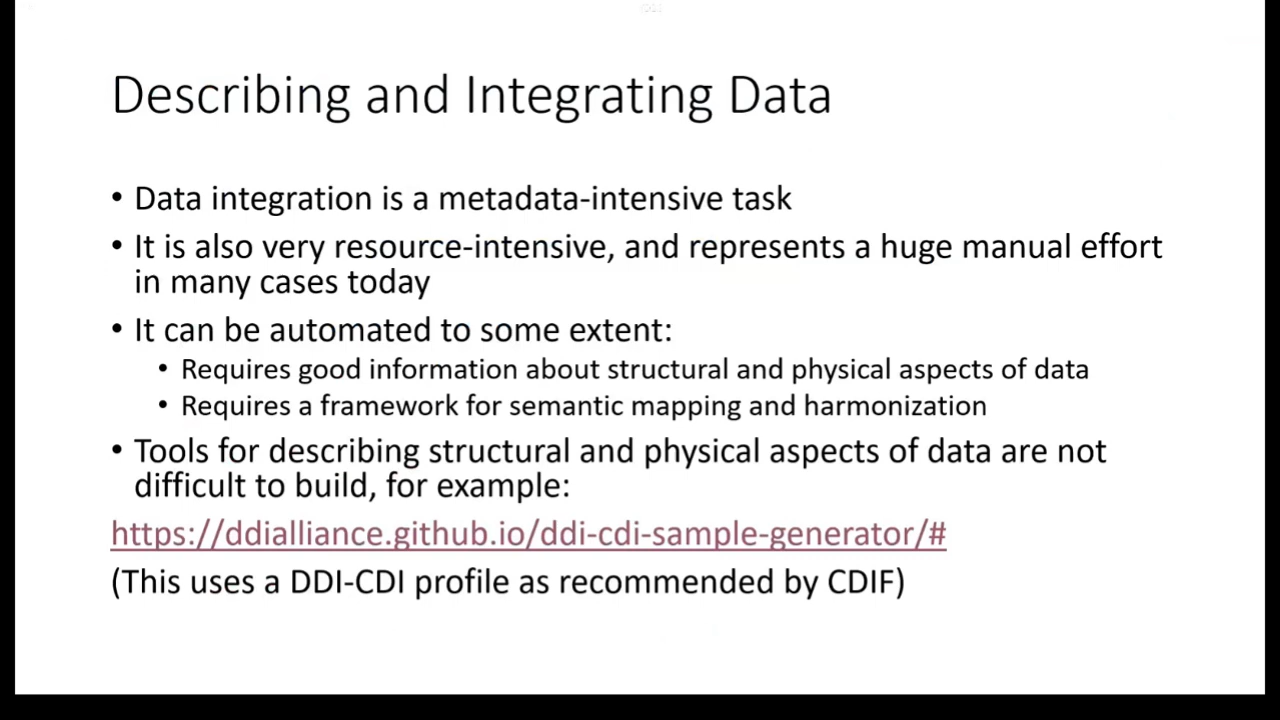 Describing and Integrating Data
• Data integration is a metadata-intensive task
• It is also very resource-intensive, and represents a huge manual effort
in many cases today
• It can be automated to some extent:
• Requires good information about structural and physical aspects of data
• Requires a framework for semantic mapping and harmonization
• Tools for describing structural and physical aspects of data are not
difficult to build, for example:
https://ddialliance.github.io/ddi-cdi-sample-generator/#
(This uses a DDI-CDI profile as recommended by CDIF)